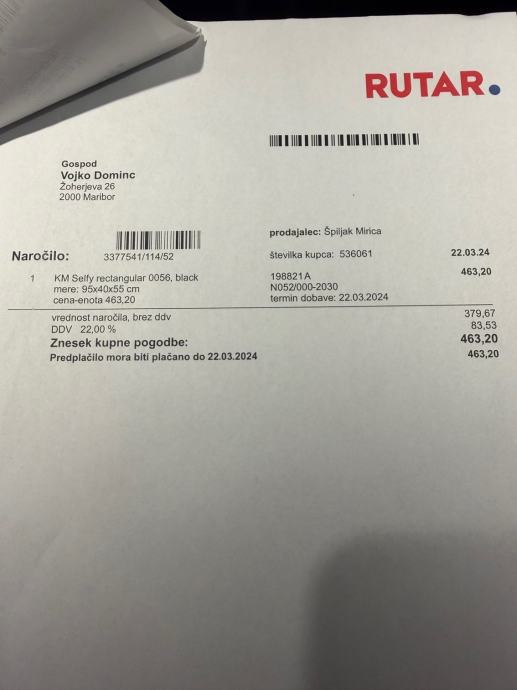 RUTAR.
Gospod
Vojko Dominc
Žoherjeva 26
2000 Maribor
prodajalec: Špiljak Mirica
Naročilo: 3377541/114/52 številka kupca: 536061 22.03.24
1 KM Selfy rectangular 0056, black 198821A 463,20
mere: 95x40x55 cm N052/000-2030
cena-enota 463,20 termin dobave: 22.03.2024
vrednost naročila, brez ddv 379,67
DDV 22,00 % 83,53
Znesek kupne pogodbe: 463,20
Predplačilo mora biti plačano do 22.03.2024 463,20